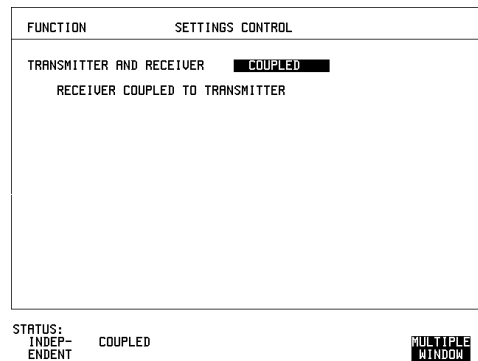 FUNCTION SETTINGS CONTROL
TRANSMITTER AND RECEIVER COUPLED
RECEIVER COUPLED TO TRANSMITTER
STATUS:
INDEP- COUPLED MULTIPLE
ENDENT WINDOW